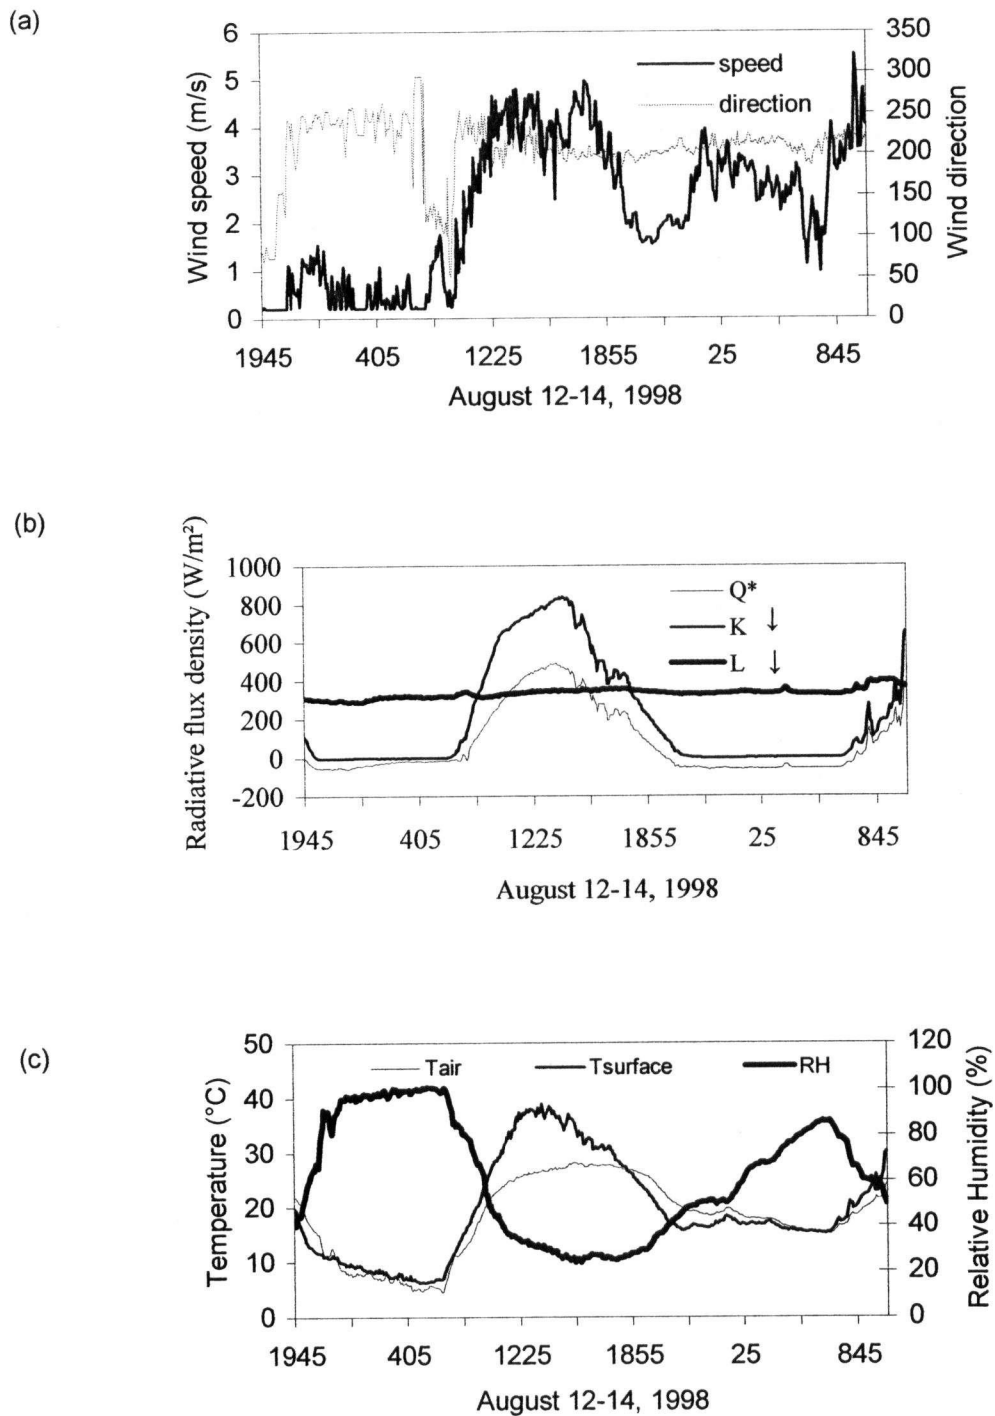 (a)
Wind speed (m/s)
6
5
4
3
2
1
0
speed
direction
350
300
250
200
150
100
50
0
Wind direction
1945 405 1225 1855 25 845
August 12-14, 1998
(b)
Radiative flux density (W/m²)
1000
800
600
400
200
0
-200
Q*
K ↓
L ↓
1945 405 1225 1855 25 845
August 12-14, 1998
(c)
Temperature (°C)
50
40
30
20
10
0
Tair Tsurface RH
120
100
80
60
40
20
0
Relative Humidity (%)
1945 405 1225 1855 25 845
August 12-14, 1998